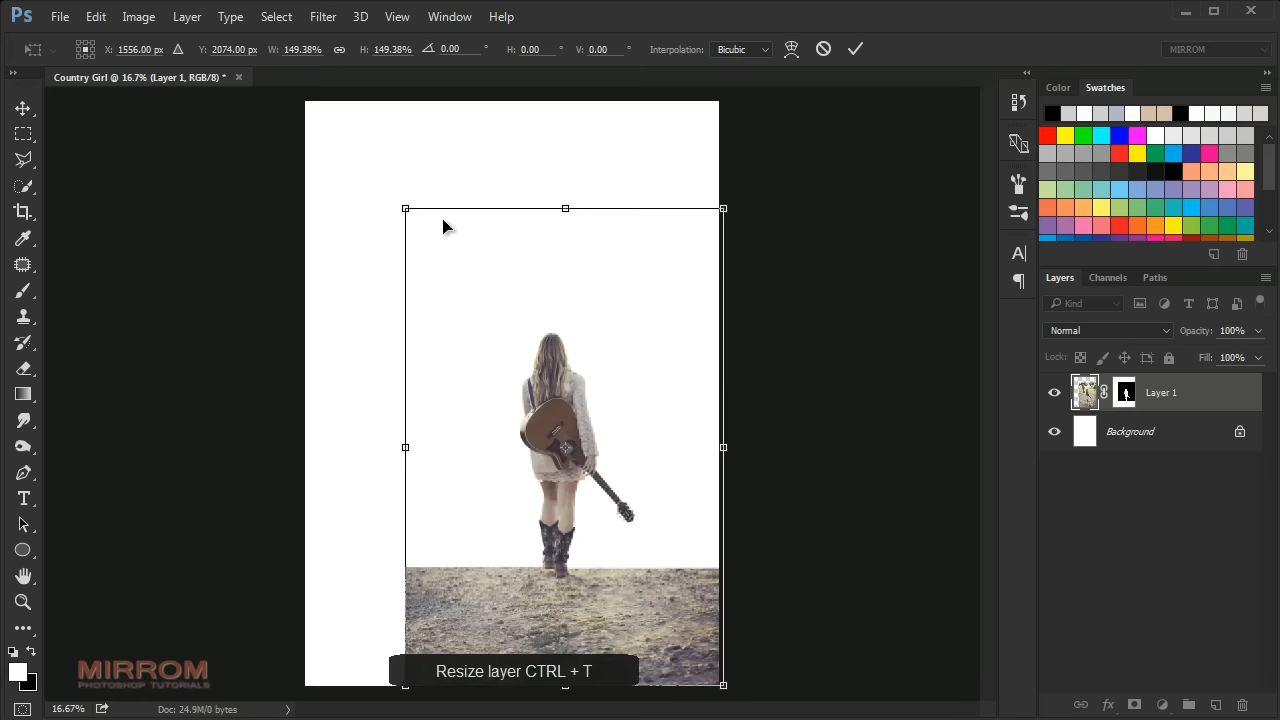 Ps File Edit Image Layer Type Select Filter 3D View Window Help
X: 1556.00 px Y: 2074.00 px W: 149.38% H: 149.38% 0.00 ° H: 0.00 ° V: 0.00 ° Interpolation: Bicubic MIRROM
Country Girl @ 16.7% (Layer 1, RGB/8) * ×
Color Swatches
Layers Channels Paths
Kind
Normal Opacity: 100%
Lock: Fill: 100%
Layer 1
Background
Resize layer CTRL + T
MIRROM
PHOTOSHOP TUTORIALS
16.67% Doc: 24.9M/0 bytes